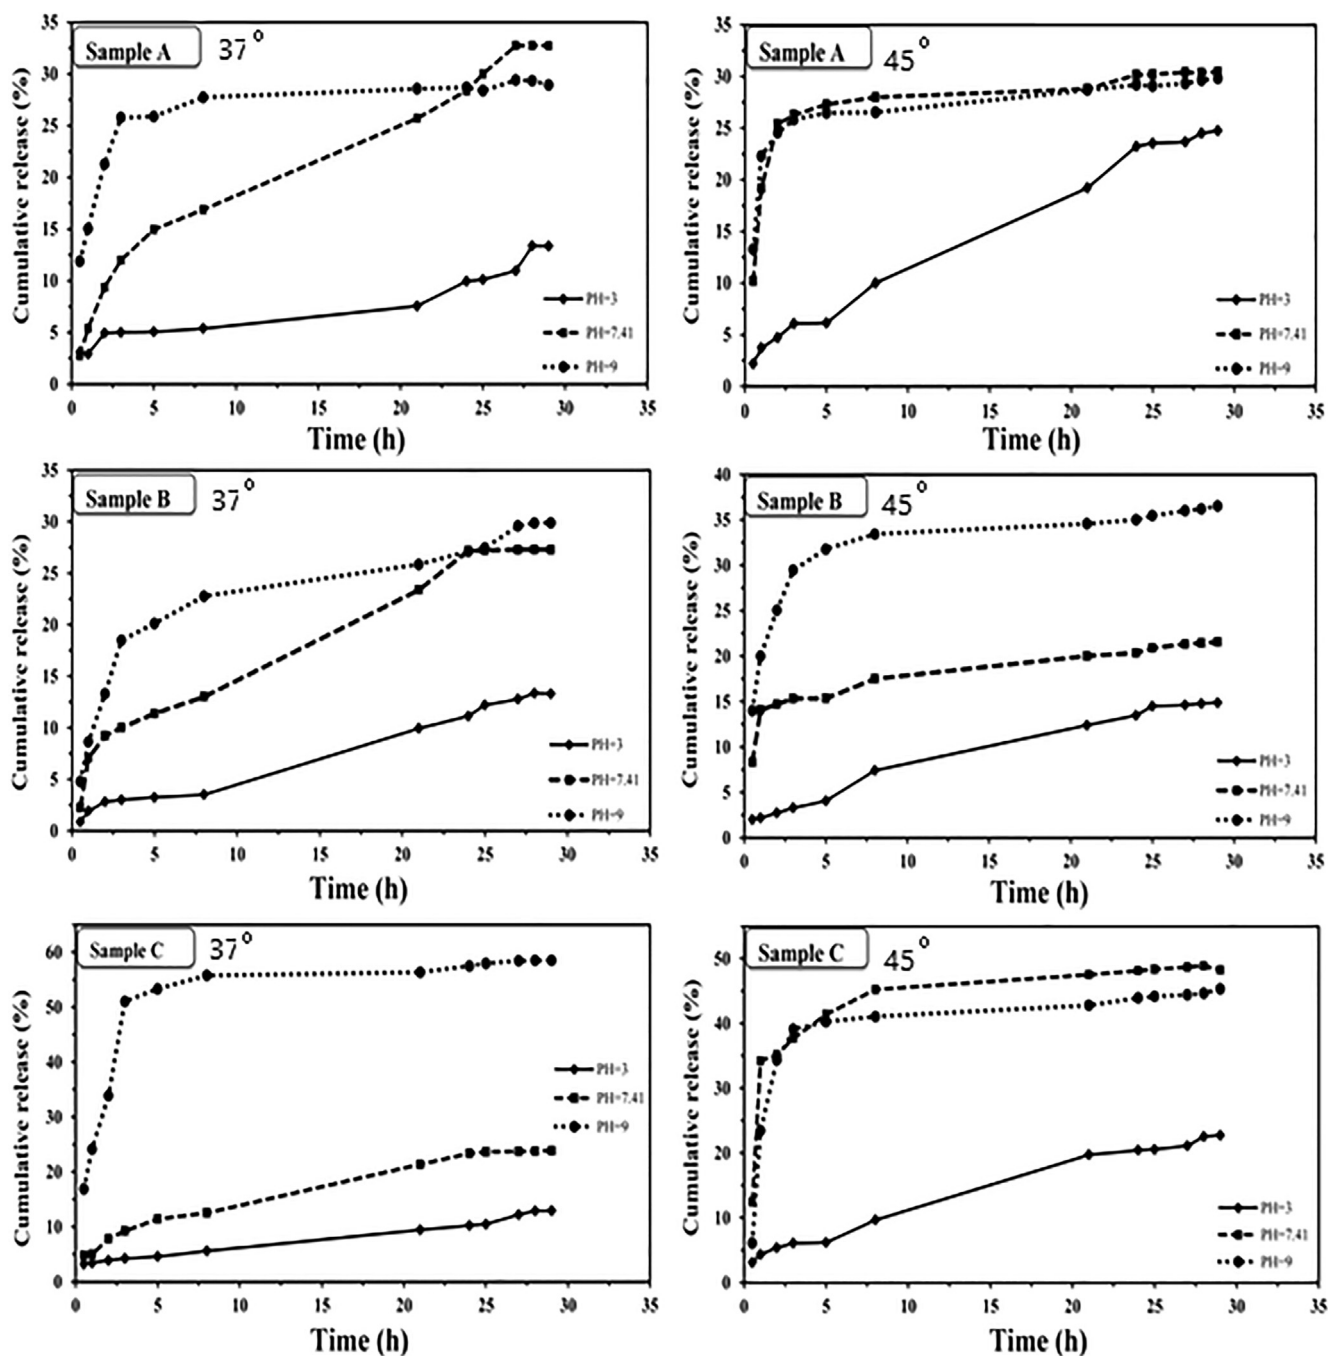 Sample A 37°
Cumulative release (%)
35
30
25
20
15
10
5
0
PH=3
PH=7.41
PH=9
0 5 10 15 20 25 30 35
Time (h)
Sample A 45°
Cumulative release (%)
35
30
25
20
15
10
5
0
PH=3
PH=7.41
PH=9
0 5 10 15 20 25 30 35
Time (h)
Sample B 37°
Cumulative release (%)
35
30
25
20
15
10
5
0
PH=3
PH=7.41
PH=9
0 5 10 15 20 25 30 35
Time (h)
Sample B 45°
Cumulative release (%)
40
35
30
25
20
15
10
5
0
PH=3
PH=7.41
PH=9
0 5 10 15 20 25 30 35
Time (h)
Sample C 37°
Cumulative release (%)
60
50
40
30
20
10
0
PH=3
PH=7.41
PH=9
0 5 10 15 20 25 30 35
Time (h)
Sample C 45°
Cumulative release (%)
50
40
30
20
10
0
PH=3
PH=7.41
PH=9
0 5 10 15 20 25 30 35
Time (h)